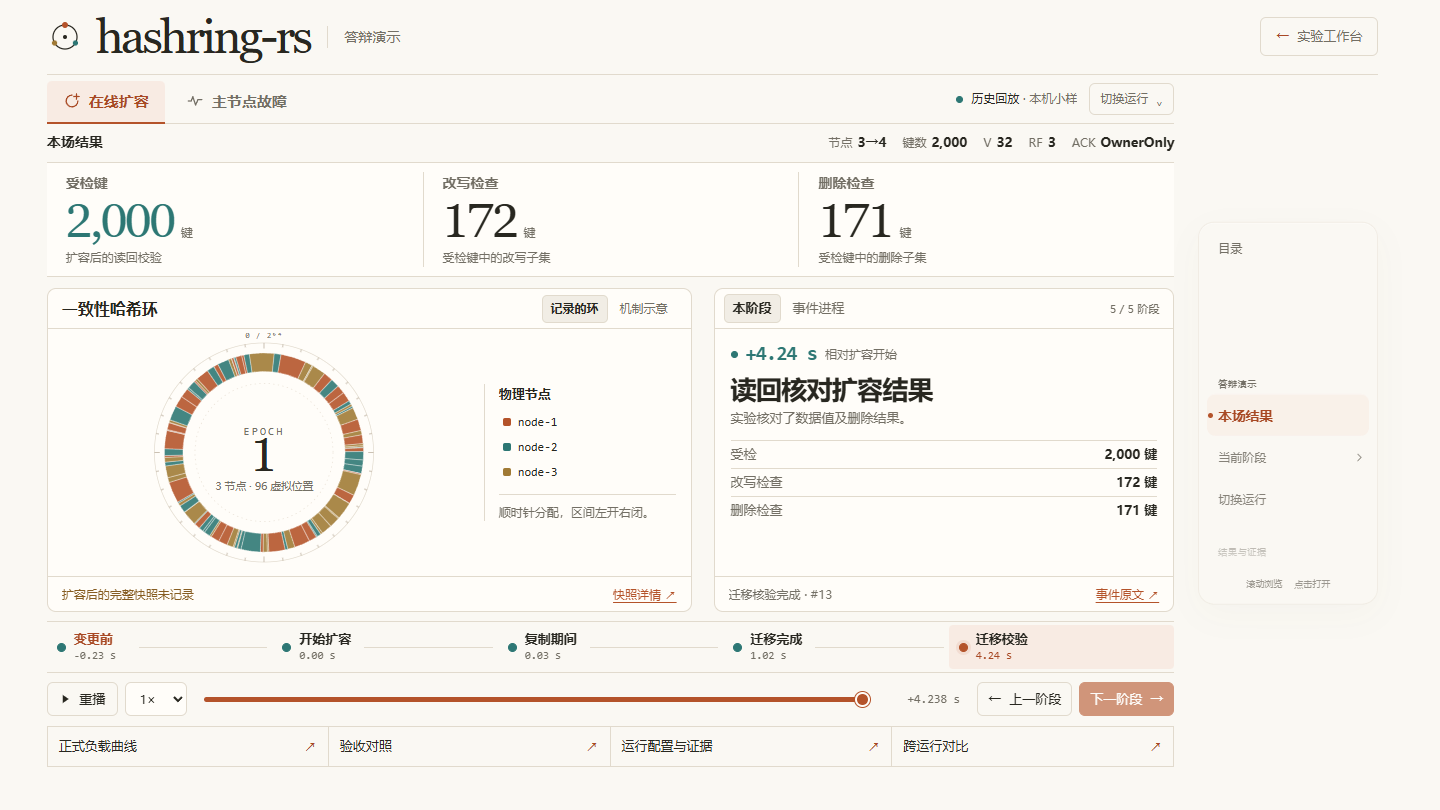 hashring-rs
答辩演示
← 实验工作台
在线扩容
主节点故障
历史回放 · 本机小样
切换运行
本场结果
节点 3→4 键数 2,000 V 32 RF 3 ACK OwnerOnly
受检键
2,000 键
扩容后的读回校验
改写检查
172 键
受检键中的改写子集
删除检查
171 键
受检键中的删除子集
一致性哈希环
记录的环
机制示意
0 / 2⁶⁴
EPOCH
1
3 节点 · 96 虚拟位置
物理节点
node-1
node-2
node-3
顺时针分配，区间左开右闭。
扩容后的完整快照未记录
快照详情 ↗
本阶段
事件进程
5 / 5 阶段
+4.24 s 相对扩容开始
读回核对扩容结果
实验核对了数据值及删除结果。
受检 2,000 键
改写检查 172 键
删除检查 171 键
迁移核验完成 · #13
事件原文 ↗
变更前
-0.23 s
开始扩容
0.00 s
复制期间
0.03 s
迁移完成
1.02 s
迁移校验
4.24 s
重播
1×
+4.238 s
← 上一阶段
下一阶段 →
正式负载曲线 ↗
验收对照 ↗
运行配置与证据 ↗
跨运行对比 ↗
目录
答辩演示
本场结果
当前阶段
切换运行
结果与证据
滚动浏览 点击打开